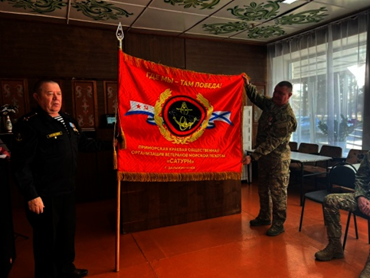 ГДЕ МЫ - ТАМ ПОБЕДА!
ПРИМОРСКАЯ КРАЕВАЯ ОБЩЕСТВЕННАЯ
ОРГАНИЗАЦИЯ ВЕТЕРАНОВ МОРСКОЙ ПЕХОТЫ
«САТУРН»